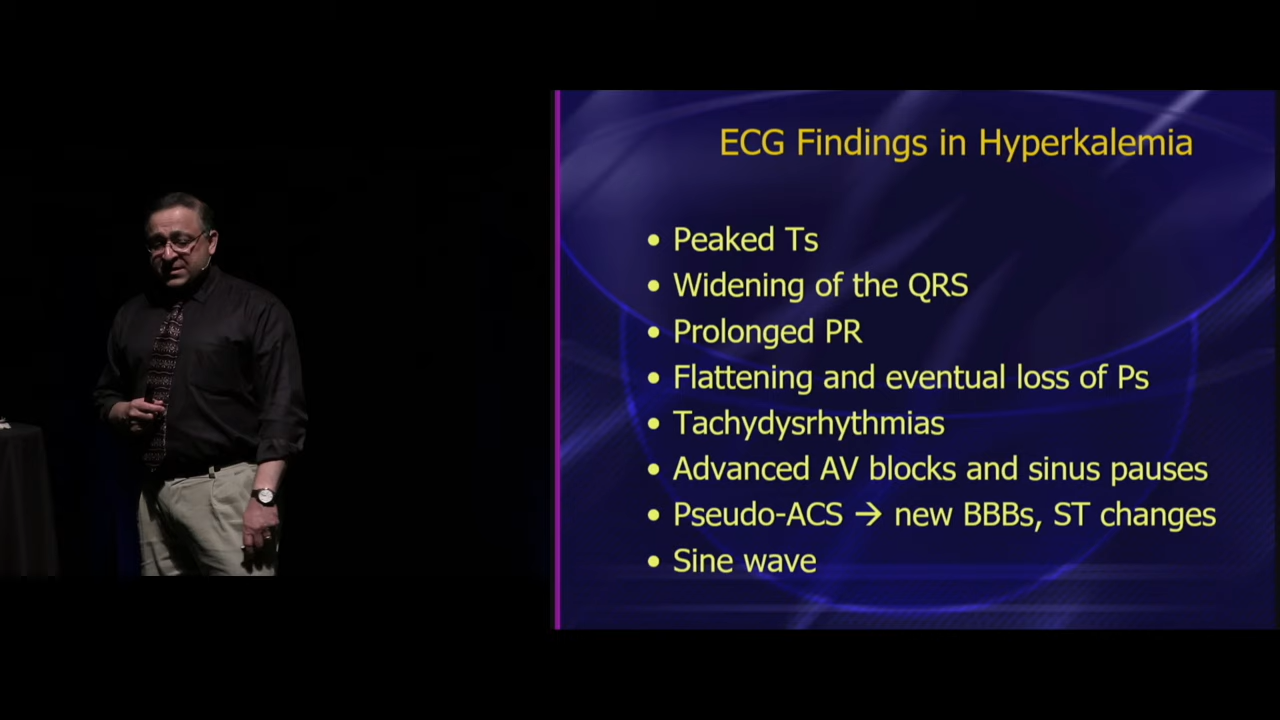 ECG Findings in Hyperkalemia
• Peaked Ts
• Widening of the QRS
• Prolonged PR
• Flattening and eventual loss of Ps
• Tachydysrhythmias
• Advanced AV blocks and sinus pauses
• Pseudo-ACS → new BBBs, ST changes
• Sine wave